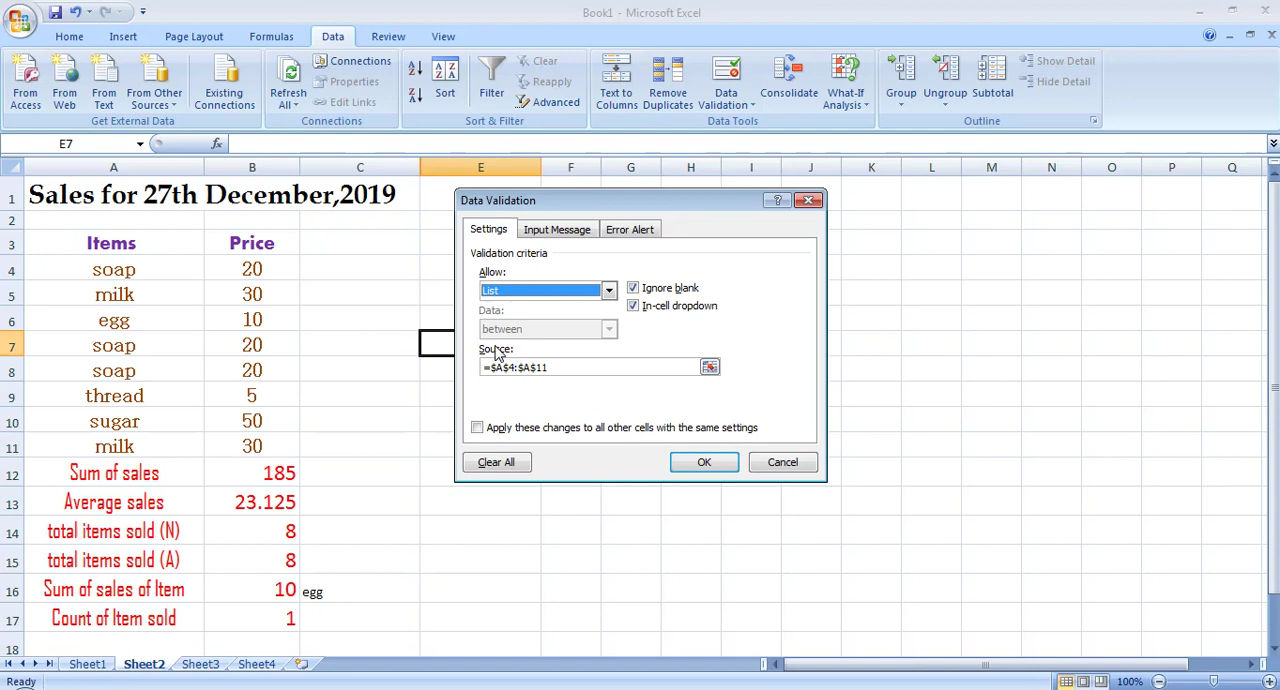 Book1 - Microsoft Excel
Home Insert Page Layout Formulas Data Review View
From Access
From Web
From Text
From Other Sources
Existing Connections
Get External Data
Refresh All
Connections
Properties
Edit Links
Connections
Sort
Filter
Clear
Reapply
Advanced
Sort & Filter
Text to Columns
Remove Duplicates
Data Validation
Consolidate
What-If Analysis
Data Tools
Group
Ungroup
Subtotal
Show Detail
Hide Detail
Outline
E7 fx
A B C E F G H I J K L M N O P Q
1 Sales for 27th December,2019
2
3 Items Price
4 soap 20
5 milk 30
6 egg 10
7 soap 20
8 soap 20
9 thread 5
10 sugar 50
11 milk 30
12 Sum of sales 185
13 Average sales 23.125
14 total items sold (N) 8
15 total items sold (A) 8
16 Sum of sales of Item 10 egg
17 Count of Item sold 1
18
Data Validation
Settings Input Message Error Alert
Validation criteria
Allow:
List
Ignore blank
In-cell dropdown
Data:
between
Source:
=$A$4:$A$11
Apply these changes to all other cells with the same settings
Clear All OK Cancel
Sheet1 Sheet2 Sheet3 Sheet4
Ready 100%